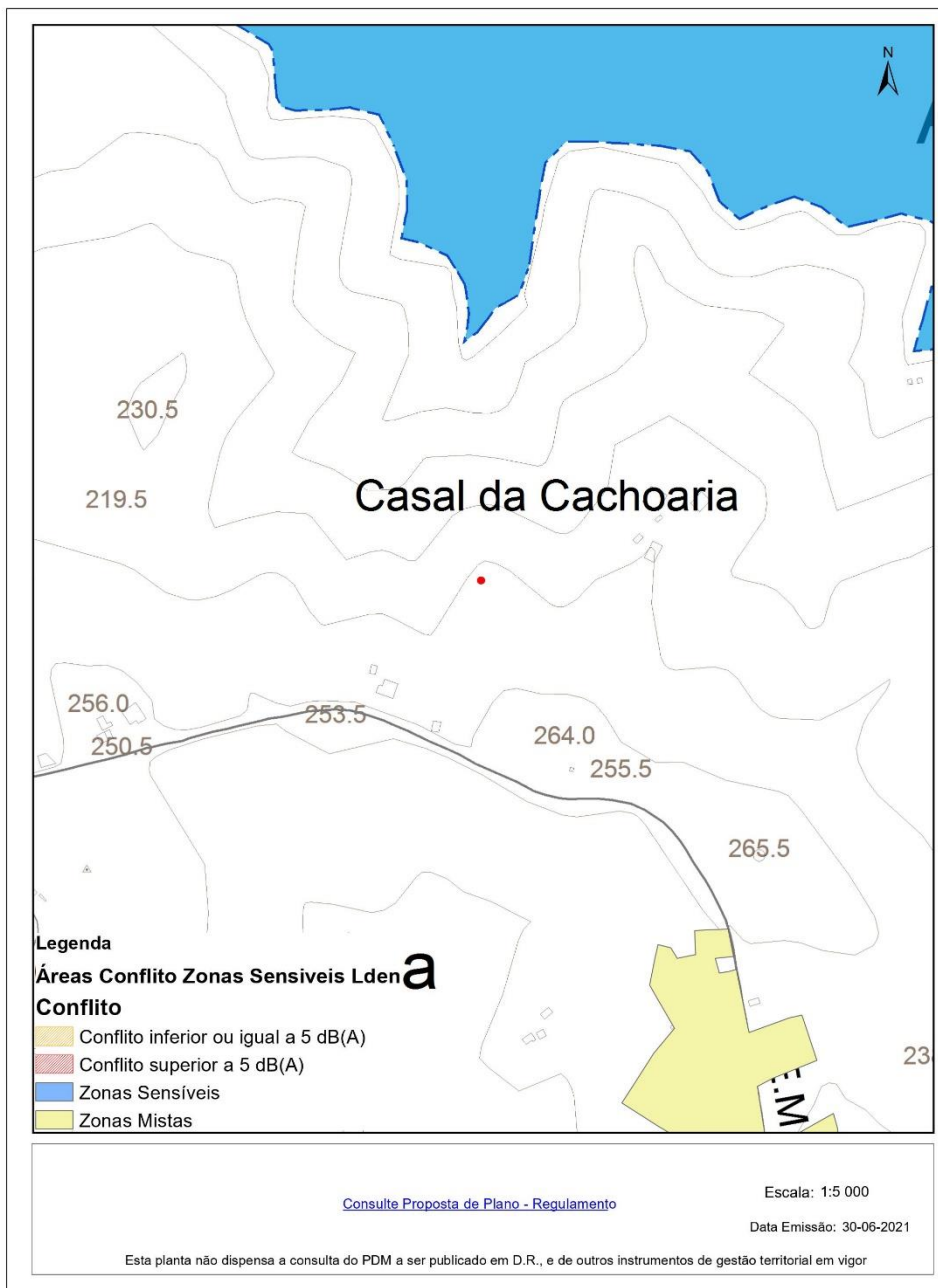 N
A
230.5
219.5
Casal da Cachoaria
256.0
250.5
253.5
264.0
255.5
265.5
Legenda
Áreas Conflito Zonas Sensiveis Lden
a
Conflito
Conflito inferior ou igual a 5 dB(A)
Conflito superior a 5 dB(A)
Zonas Sensíveis
Zonas Mistas
23
E.M
Consulte Proposta de Plano - Regulamento
Escala: 1:5 000
Data Emissão: 30-06-2021
Esta planta não dispensa a consulta do PDM a ser publicado em D.R., e de outros instrumentos de gestão territorial em vigor